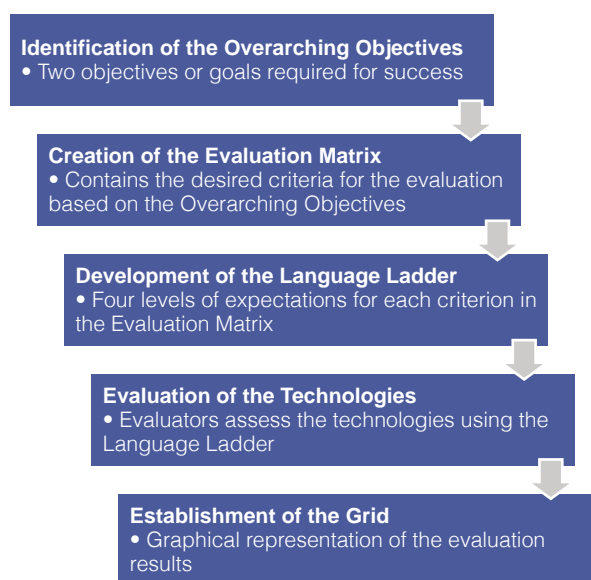 Identification of the Overarching Objectives
• Two objectives or goals required for success
Creation of the Evaluation Matrix
• Contains the desired criteria for the evaluation
based on the Overarching Objectives
Development of the Language Ladder
• Four levels of expectations for each criterion in
the Evaluation Matrix
Evaluation of the Technologies
• Evaluators assess the technologies using the
Language Ladder
Establishment of the Grid
• Graphical representation of the evaluation
results